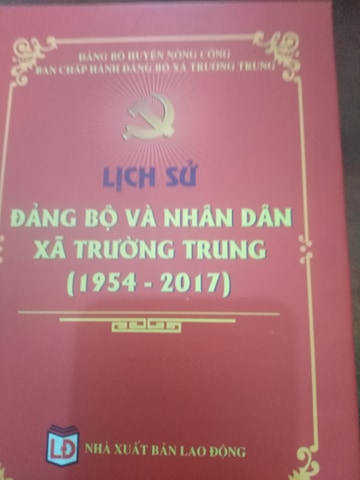 ĐẢNG BỘ HUYỆN NÔNG CỐNG
BAN CHẤP HÀNH ĐẢNG BỘ XÃ TRƯỜNG TRUNG
LỊCH SỬ
ĐẢNG BỘ VÀ NHÂN DÂN
XÃ TRƯỜNG TRUNG
(1954 - 2017)
LĐ
NHÀ XUẤT BẢN LAO ĐỘNG